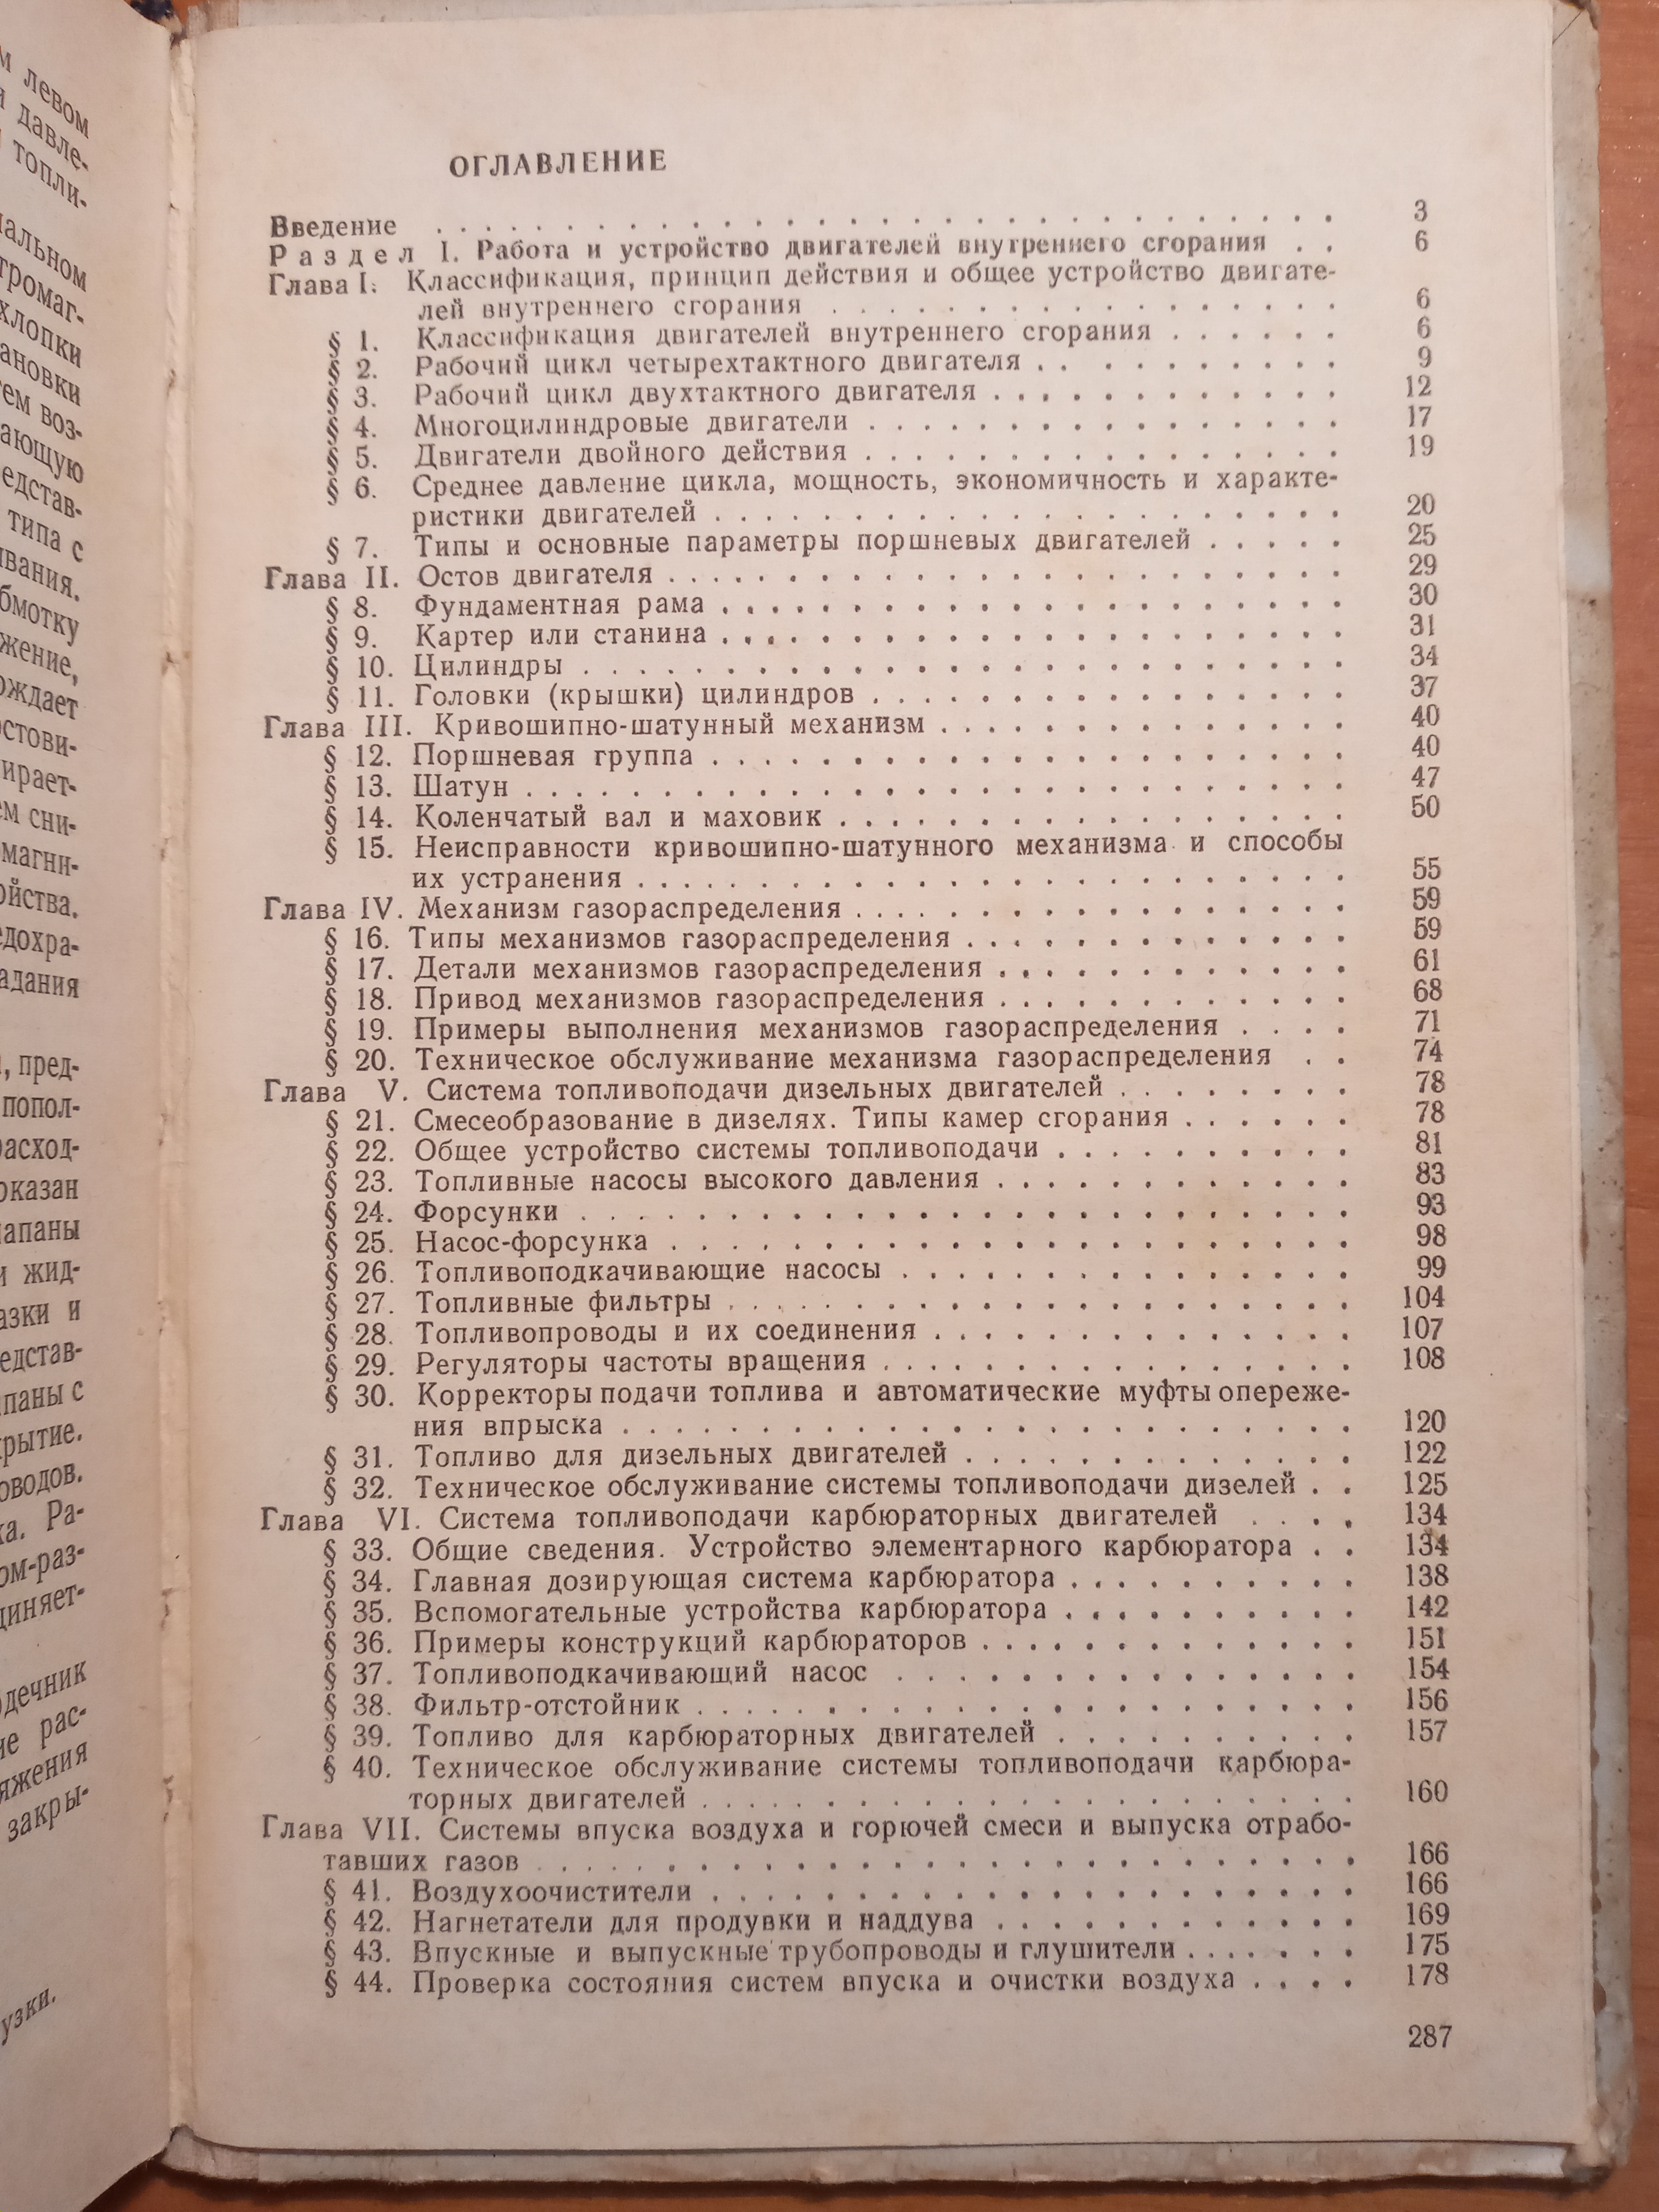 м левом
давле-
топли-
хлопки
типа с
бмотку
жение,
ем сни-
магни-
, пред-
попол-
и жид-
закры-
ОГЛАВЛЕНИЕ
Введение . . . . . . . . . . . . . . . . . . . . . . 3
Раздел I. Работа и устройство двигателей внутреннего сгорания . . 6
Глава I. Классификация, принцип действия и общее устройство двигате-
лей внутреннего сгорания . . . . . . . . . . . . . . . 6
§ 1. Классификация двигателей внутреннего сгорания . . . . . . 6
§ 2. Рабочий цикл четырехтактного двигателя . . . . . . . . . 9
§ 3. Рабочий цикл двухтактного двигателя . . . . . . . . . . 12
§ 4. Многоцилиндровые двигатели . . . . . . . . . . . . . 17
§ 5. Двигатели двойного действия . . . . . . . . . . . . . 19
§ 6. Среднее давление цикла, мощность, экономичность и характе-
ристики двигателей . . . . . . . . . . . . . . . . . 20
§ 7. Типы и основные параметры поршневых двигателей . . . . . 25
Глава II. Остов двигателя . . . . . . . . . . . . . . . . . 29
§ 8. Фундаментная рама . . . . . . . . . . . . . . . . . 30
§ 9. Картер или станина . . . . . . . . . . . . . . . . . 31
§ 10. Цилиндры . . . . . . . . . . . . . . . . . . . . 34
§ 11. Головки (крышки) цилиндров . . . . . . . . . . . . . 37
Глава III. Кривошипно-шатунный механизм . . . . . . . . . . . 40
§ 12. Поршневая группа . . . . . . . . . . . . . . . . . 40
§ 13. Шатун . . . . . . . . . . . . . . . . . . . . . 47
§ 14. Коленчатый вал и маховик . . . . . . . . . . . . . . 50
§ 15. Неисправности кривошипно-шатунного механизма и способы
их устранения . . . . . . . . . . . . . . . . . . . 55
Глава IV. Механизм газораспределения . . . . . . . . . . . . . 59
§ 16. Типы механизмов газораспределения . . . . . . . . . . . 59
§ 17. Детали механизмов газораспределения . . . . . . . . . . 61
§ 18. Привод механизмов газораспределения . . . . . . . . . . 68
§ 19. Примеры выполнения механизмов газораспределения . . . . 71
§ 20. Техническое обслуживание механизма газораспределения . . 74
Глава V. Система топливоподачи дизельных двигателей . . . . . . . 78
§ 21. Смесеобразование в дизелях. Типы камер сгорания . . . . . . 78
§ 22. Общее устройство системы топливоподачи . . . . . . . . . 81
§ 23. Топливные насосы высокого давления . . . . . . . . . . 83
§ 24. Форсунки . . . . . . . . . . . . . . . . . . . . 93
§ 25. Насос-форсунка . . . . . . . . . . . . . . . . . . 98
§ 26. Топливоподкачивающие насосы . . . . . . . . . . . . . 99
§ 27. Топливные фильтры . . . . . . . . . . . . . . . . . 104
§ 28. Топливопроводы и их соединения . . . . . . . . . . . . 107
§ 29. Регуляторы частоты вращения . . . . . . . . . . . . . 108
§ 30. Корректоры подачи топлива и автоматические муфты опереже-
ния впрыска . . . . . . . . . . . . . . . . . . . . 120
§ 31. Топливо для дизельных двигателей . . . . . . . . . . . 122
§ 32. Техническое обслуживание системы топливоподачи дизелей . . 125
Глава VI. Система топливоподачи карбюраторных двигателей . . . . 134
§ 33. Общие сведения. Устройство элементарного карбюратора . . 134
§ 34. Главная дозирующая система карбюратора . . . . . . . . . 138
§ 35. Вспомогательные устройства карбюратора . . . . . . . . . 142
§ 36. Примеры конструкций карбюраторов . . . . . . . . . . . 151
§ 37. Топливоподкачивающий насос . . . . . . . . . . . . . 154
§ 38. Фильтр-отстойник . . . . . . . . . . . . . . . . . 156
§ 39. Топливо для карбюраторных двигателей . . . . . . . . . 157
§ 40. Техническое обслуживание системы топливоподачи карбюра-
торных двигателей . . . . . . . . . . . . . . . . . 160
Глава VII. Системы впуска воздуха и горючей смеси и выпуска отрабо-
тавших газов . . . . . . . . . . . . . . . . . . . . 166
§ 41. Воздухоочистители . . . . . . . . . . . . . . . . . 166
§ 42. Нагнетатели для продувки и наддува . . . . . . . . . . . 169
§ 43. Впускные и выпускные трубопроводы и глушители . . . . . . 175
§ 44. Проверка состояния систем впуска и очистки воздуха . . . . 178
287